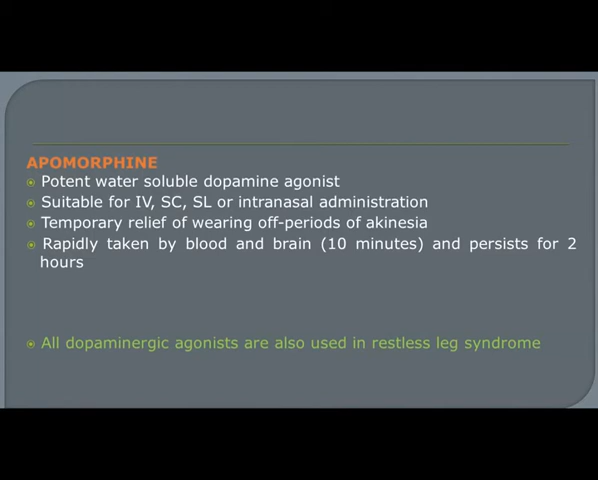 APOMORPHINE
Potent water soluble dopamine agonist
Suitable for IV, SC, SL or intranasal administration
Temporary relief of wearing off-periods of akinesia
Rapidly taken by blood and brain (10 minutes) and persists for 2
hours
All dopaminergic agonists are also used in restless leg syndrome